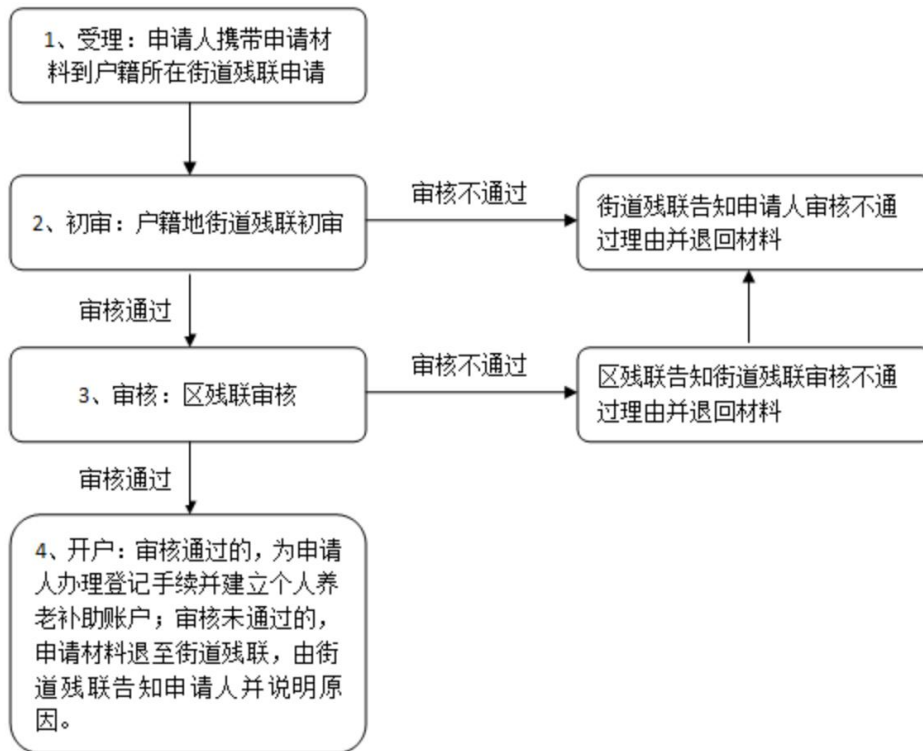 1、受理：申请人携带申请材
料到户籍所在街道残联申请
2、初审：户籍地街道残联初审
审核不通过
街道残联告知申请人审核不通
过理由并退回材料
审核通过
3、审核：区残联审核
审核不通过
区残联告知街道残联审核不通
过理由并退回材料
审核通过
4、开户：审核通过的，为申请
人办理登记手续并建立个人养
老补助账户；审核未通过的，
申请材料退至街道残联，由街
道残联告知申请人并说明原
因。